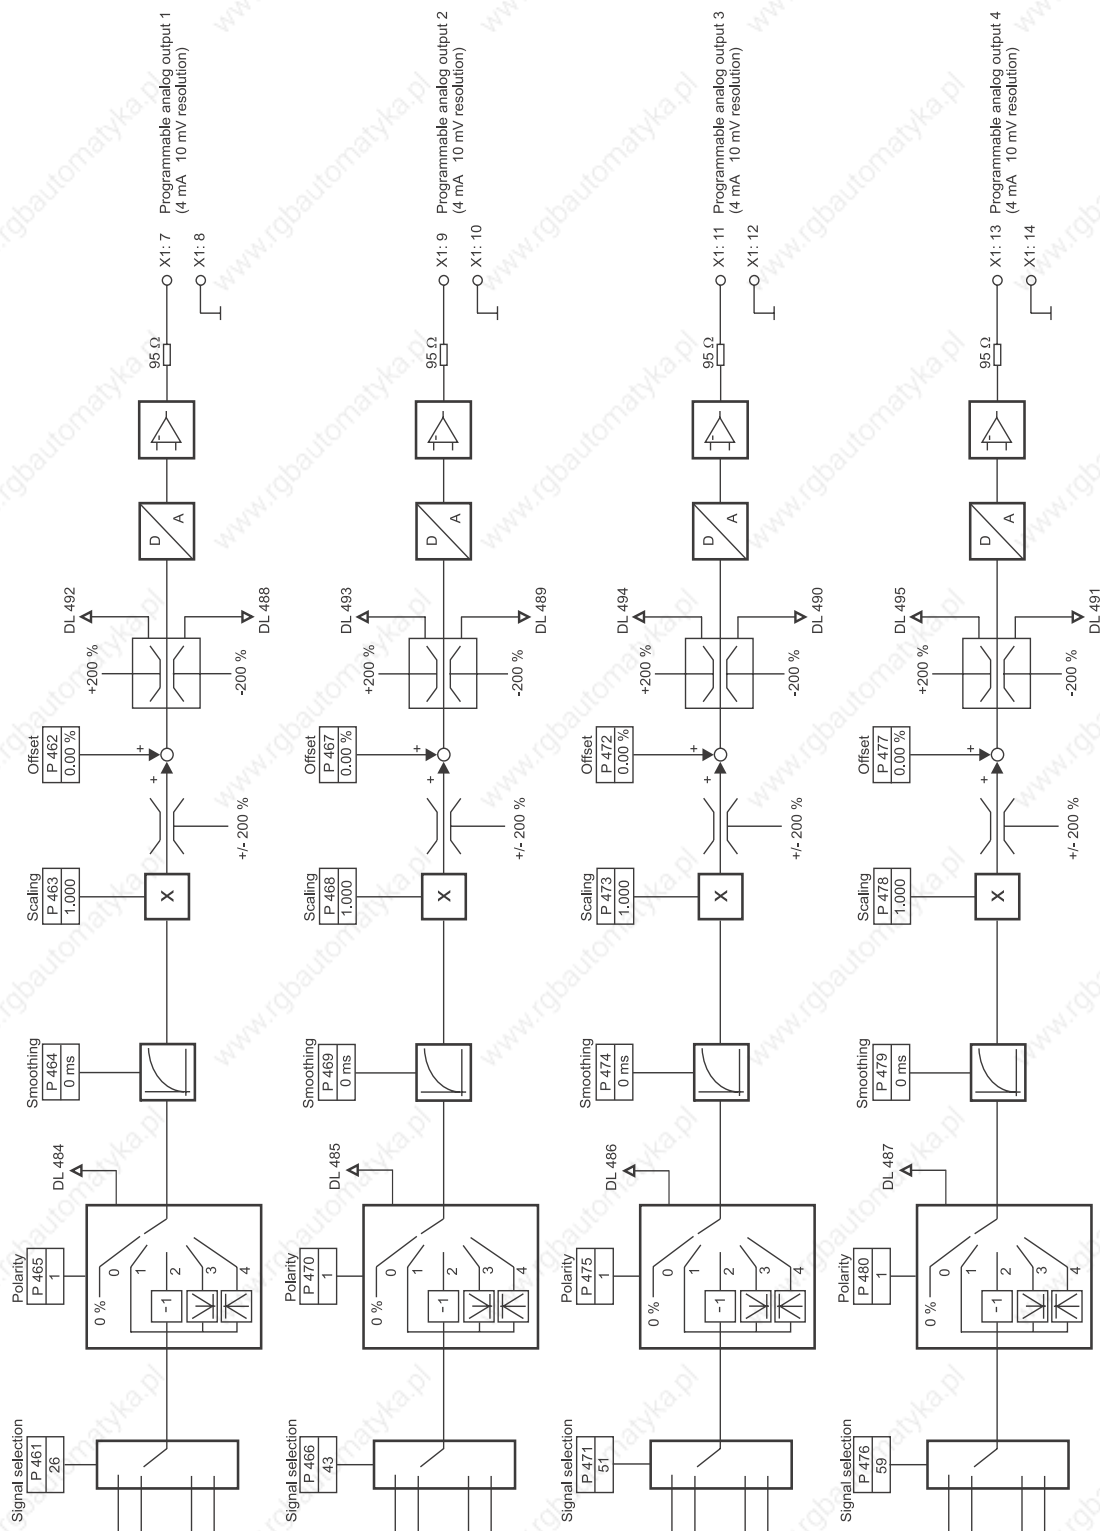 Signal selection
P 461
26
Polarity
P 465
1
0 %
-1
0
1
2
3
4
DL 484
Smoothing
P 464
0 ms
Scaling
P 463
1.000
X
+/- 200 %
Offset
P 462
0.00 %
+
+
+200 %
-200 %
DL 492
DL 488
D
A
95 Ω
X1: 7
X1: 8
Programmable analog output 1
(4 mA 10 mV resolution)
Signal selection
P 466
43
Polarity
P 470
1
0 %
-1
0
1
2
3
4
DL 485
Smoothing
P 469
0 ms
Scaling
P 468
1.000
X
+/- 200 %
Offset
P 467
0.00 %
+
+
+200 %
-200 %
DL 493
DL 489
D
A
95 Ω
X1: 9
X1: 10
Programmable analog output 2
(4 mA 10 mV resolution)
Signal selection
P 471
51
Polarity
P 475
1
0 %
-1
0
1
2
3
4
DL 486
Smoothing
P 474
0 ms
Scaling
P 473
1.000
X
+/- 200 %
Offset
P 472
0.00 %
+
+
+200 %
-200 %
DL 494
DL 490
D
A
95 Ω
X1: 11
X1: 12
Programmable analog output 3
(4 mA 10 mV resolution)
Signal selection
P 476
59
Polarity
P 480
1
0 %
-1
0
1
2
3
4
DL 487
Smoothing
P 479
0 ms
Scaling
P 478
1.000
X
+/- 200 %
Offset
P 477
0.00 %
+
+
+200 %
-200 %
DL 495
DL 491
D
A
95 Ω
X1: 13
X1: 14
Programmable analog output 4
(4 mA 10 mV resolution)
www.rgbautomatyka.pl